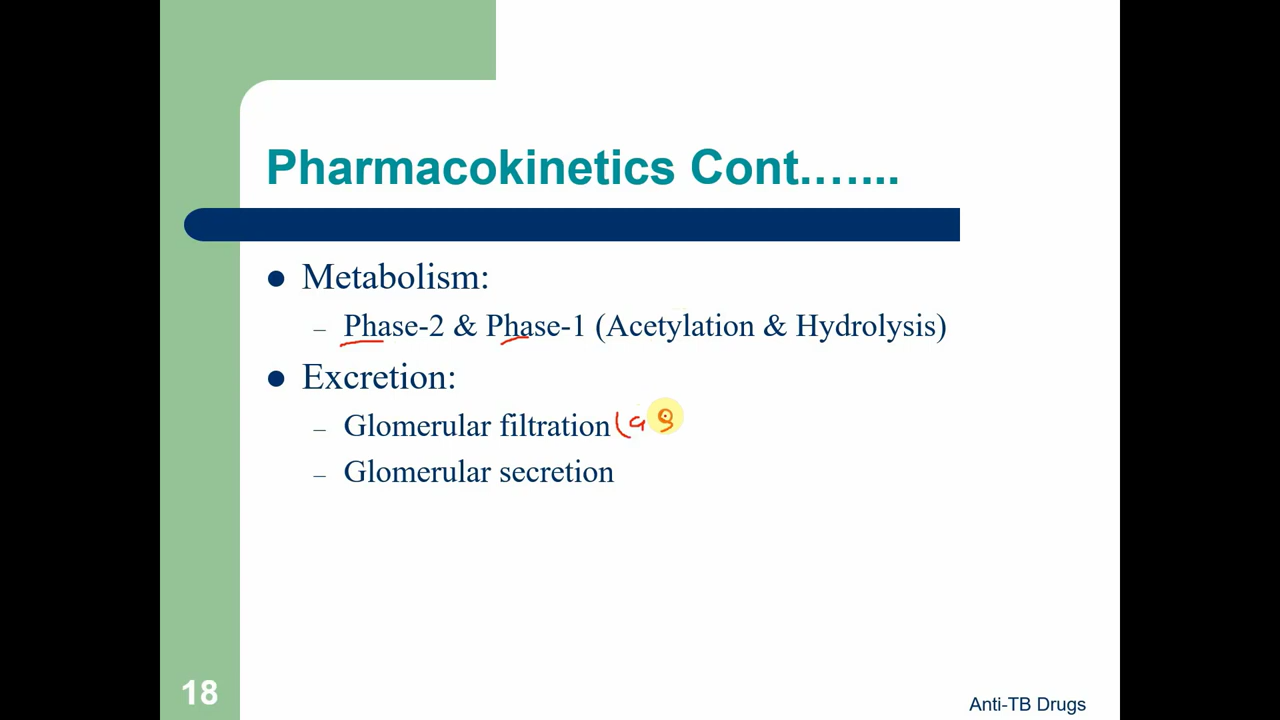 Pharmacokinetics Cont.…....
Metabolism:
– Phase-2 & Phase-1 (Acetylation & Hydrolysis)
Excretion:
– Glomerular filtration
– Glomerular secretion
18
Anti-TB Drugs